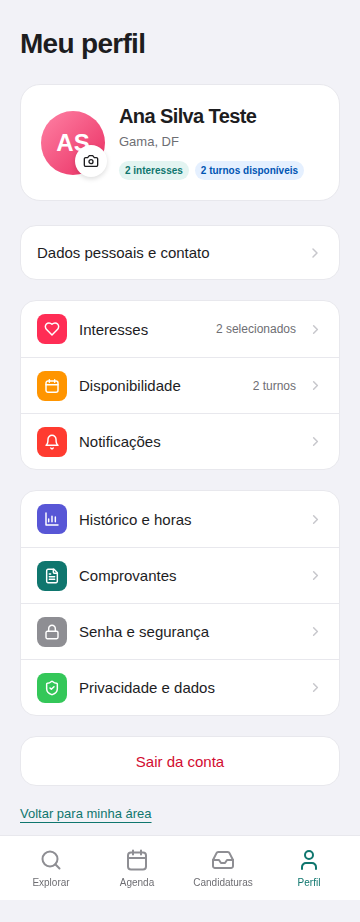 Meu perfil
AS
Ana Silva Teste
Gama, DF
2 interesses
2 turnos disponíveis
Dados pessoais e contato
Interesses
2 selecionados
Disponibilidade
2 turnos
Notificações
Histórico e horas
Comprovantes
Senha e segurança
Privacidade e dados
Sair da conta
Voltar para minha área
Explorar
Agenda
Candidaturas
Perfil